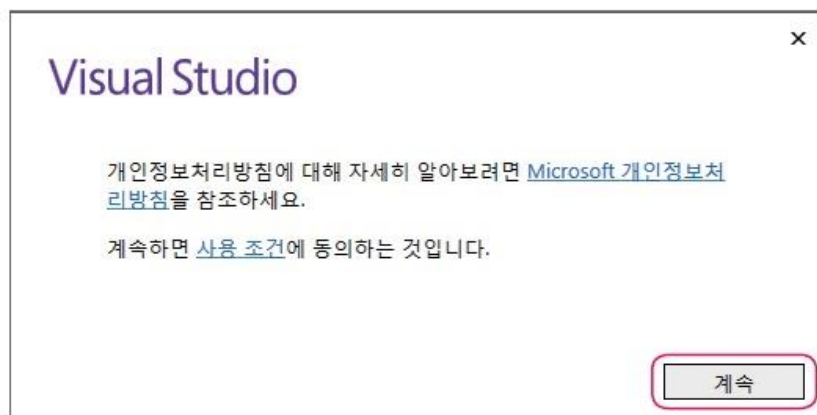 Visual Studio
개인정보처리방침에 대해 자세히 알아보려면 Microsoft 개인정보처
리방침을 참조하세요.
계속하면 사용 조건에 동의하는 것입니다.
계속